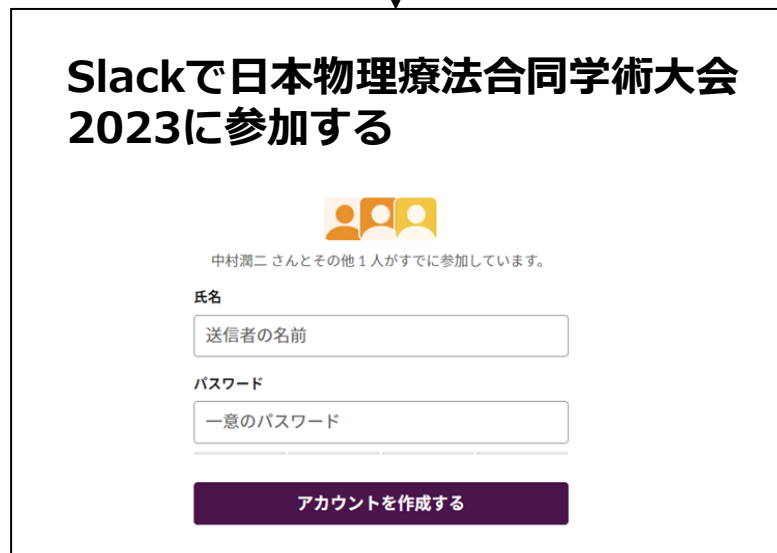 Slackで日本物理療法合同学術大会
2023に参加する
中村潤二 さんとその他 1 人がすでに参加しています。
氏名
送信者の名前
パスワード
一意のパスワード
アカウントを作成する